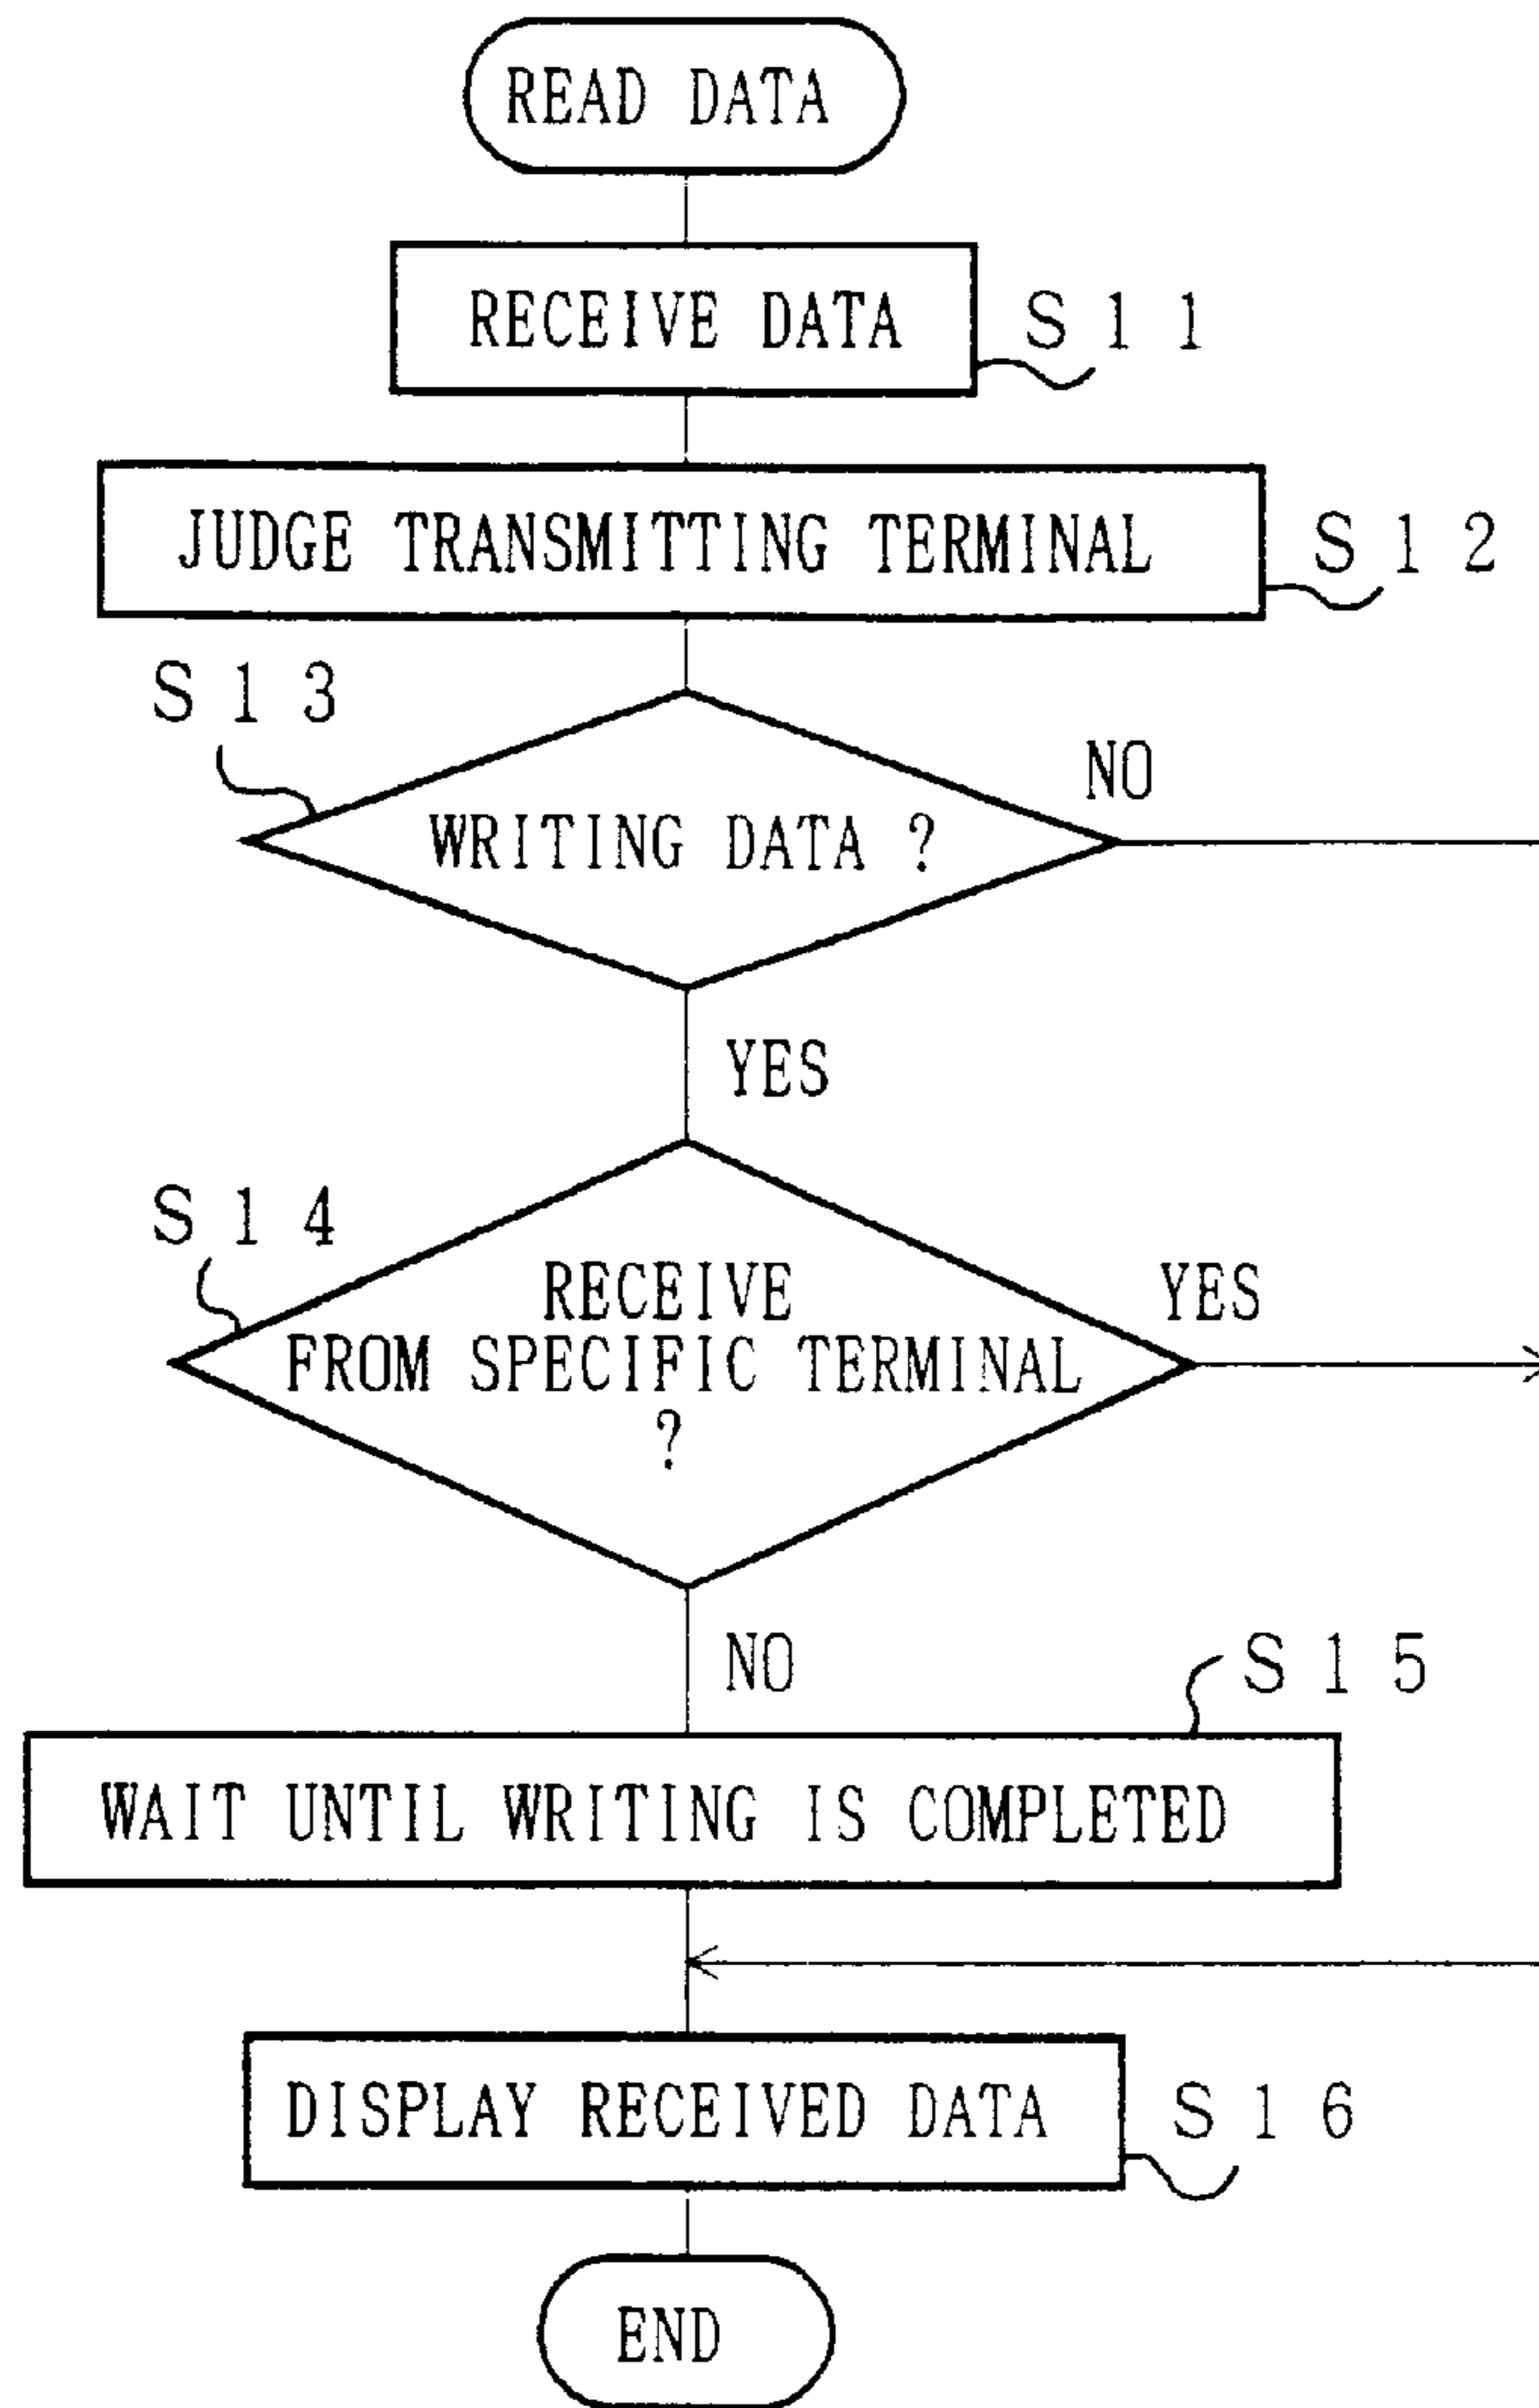 READ DATA
RECEIVE DATA
S11
JUDGE TRANSMITTING TERMINAL
S12
S13
NO
WRITING DATA ?
YES
S14
RECEIVE
YES
FROM SPECIFIC TERMINAL
?
NO
S15
WAIT UNTIL WRITING IS COMPLETED
DISPLAY RECEIVED DATA
S16
END